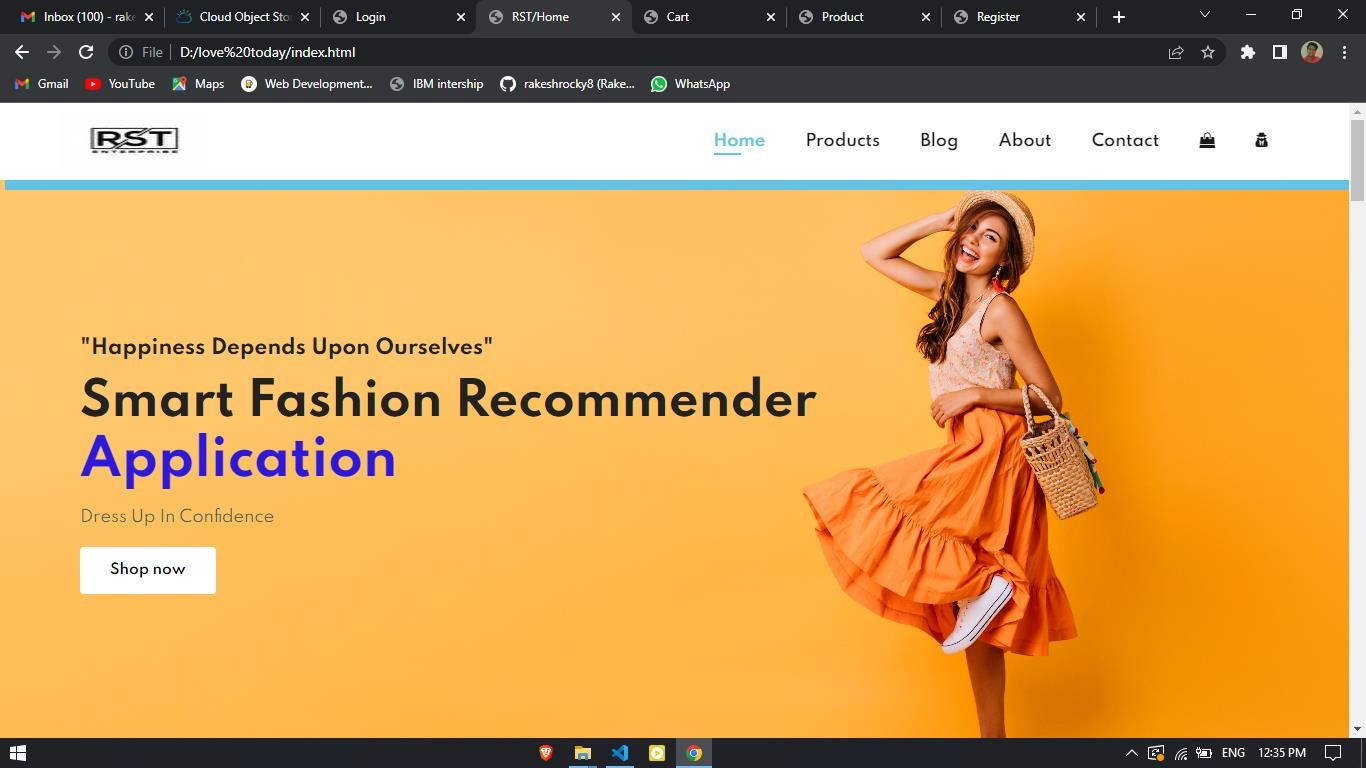 Inbox (100) - rake
Cloud Object Sto
Login
RST/Home
Cart
Product
Register
File
D:/love%20today/index.html
Gmail
YouTube
Maps
Web Development...
IBM intership
rakeshrocky8 (Rake...
WhatsApp
RST
ENTERPRISE
Home
Products
Blog
About
Contact
"Happiness Depends Upon Ourselves"
Smart Fashion Recommender
Application
Dress Up In Confidence
Shop now
ENG
12:35 PM